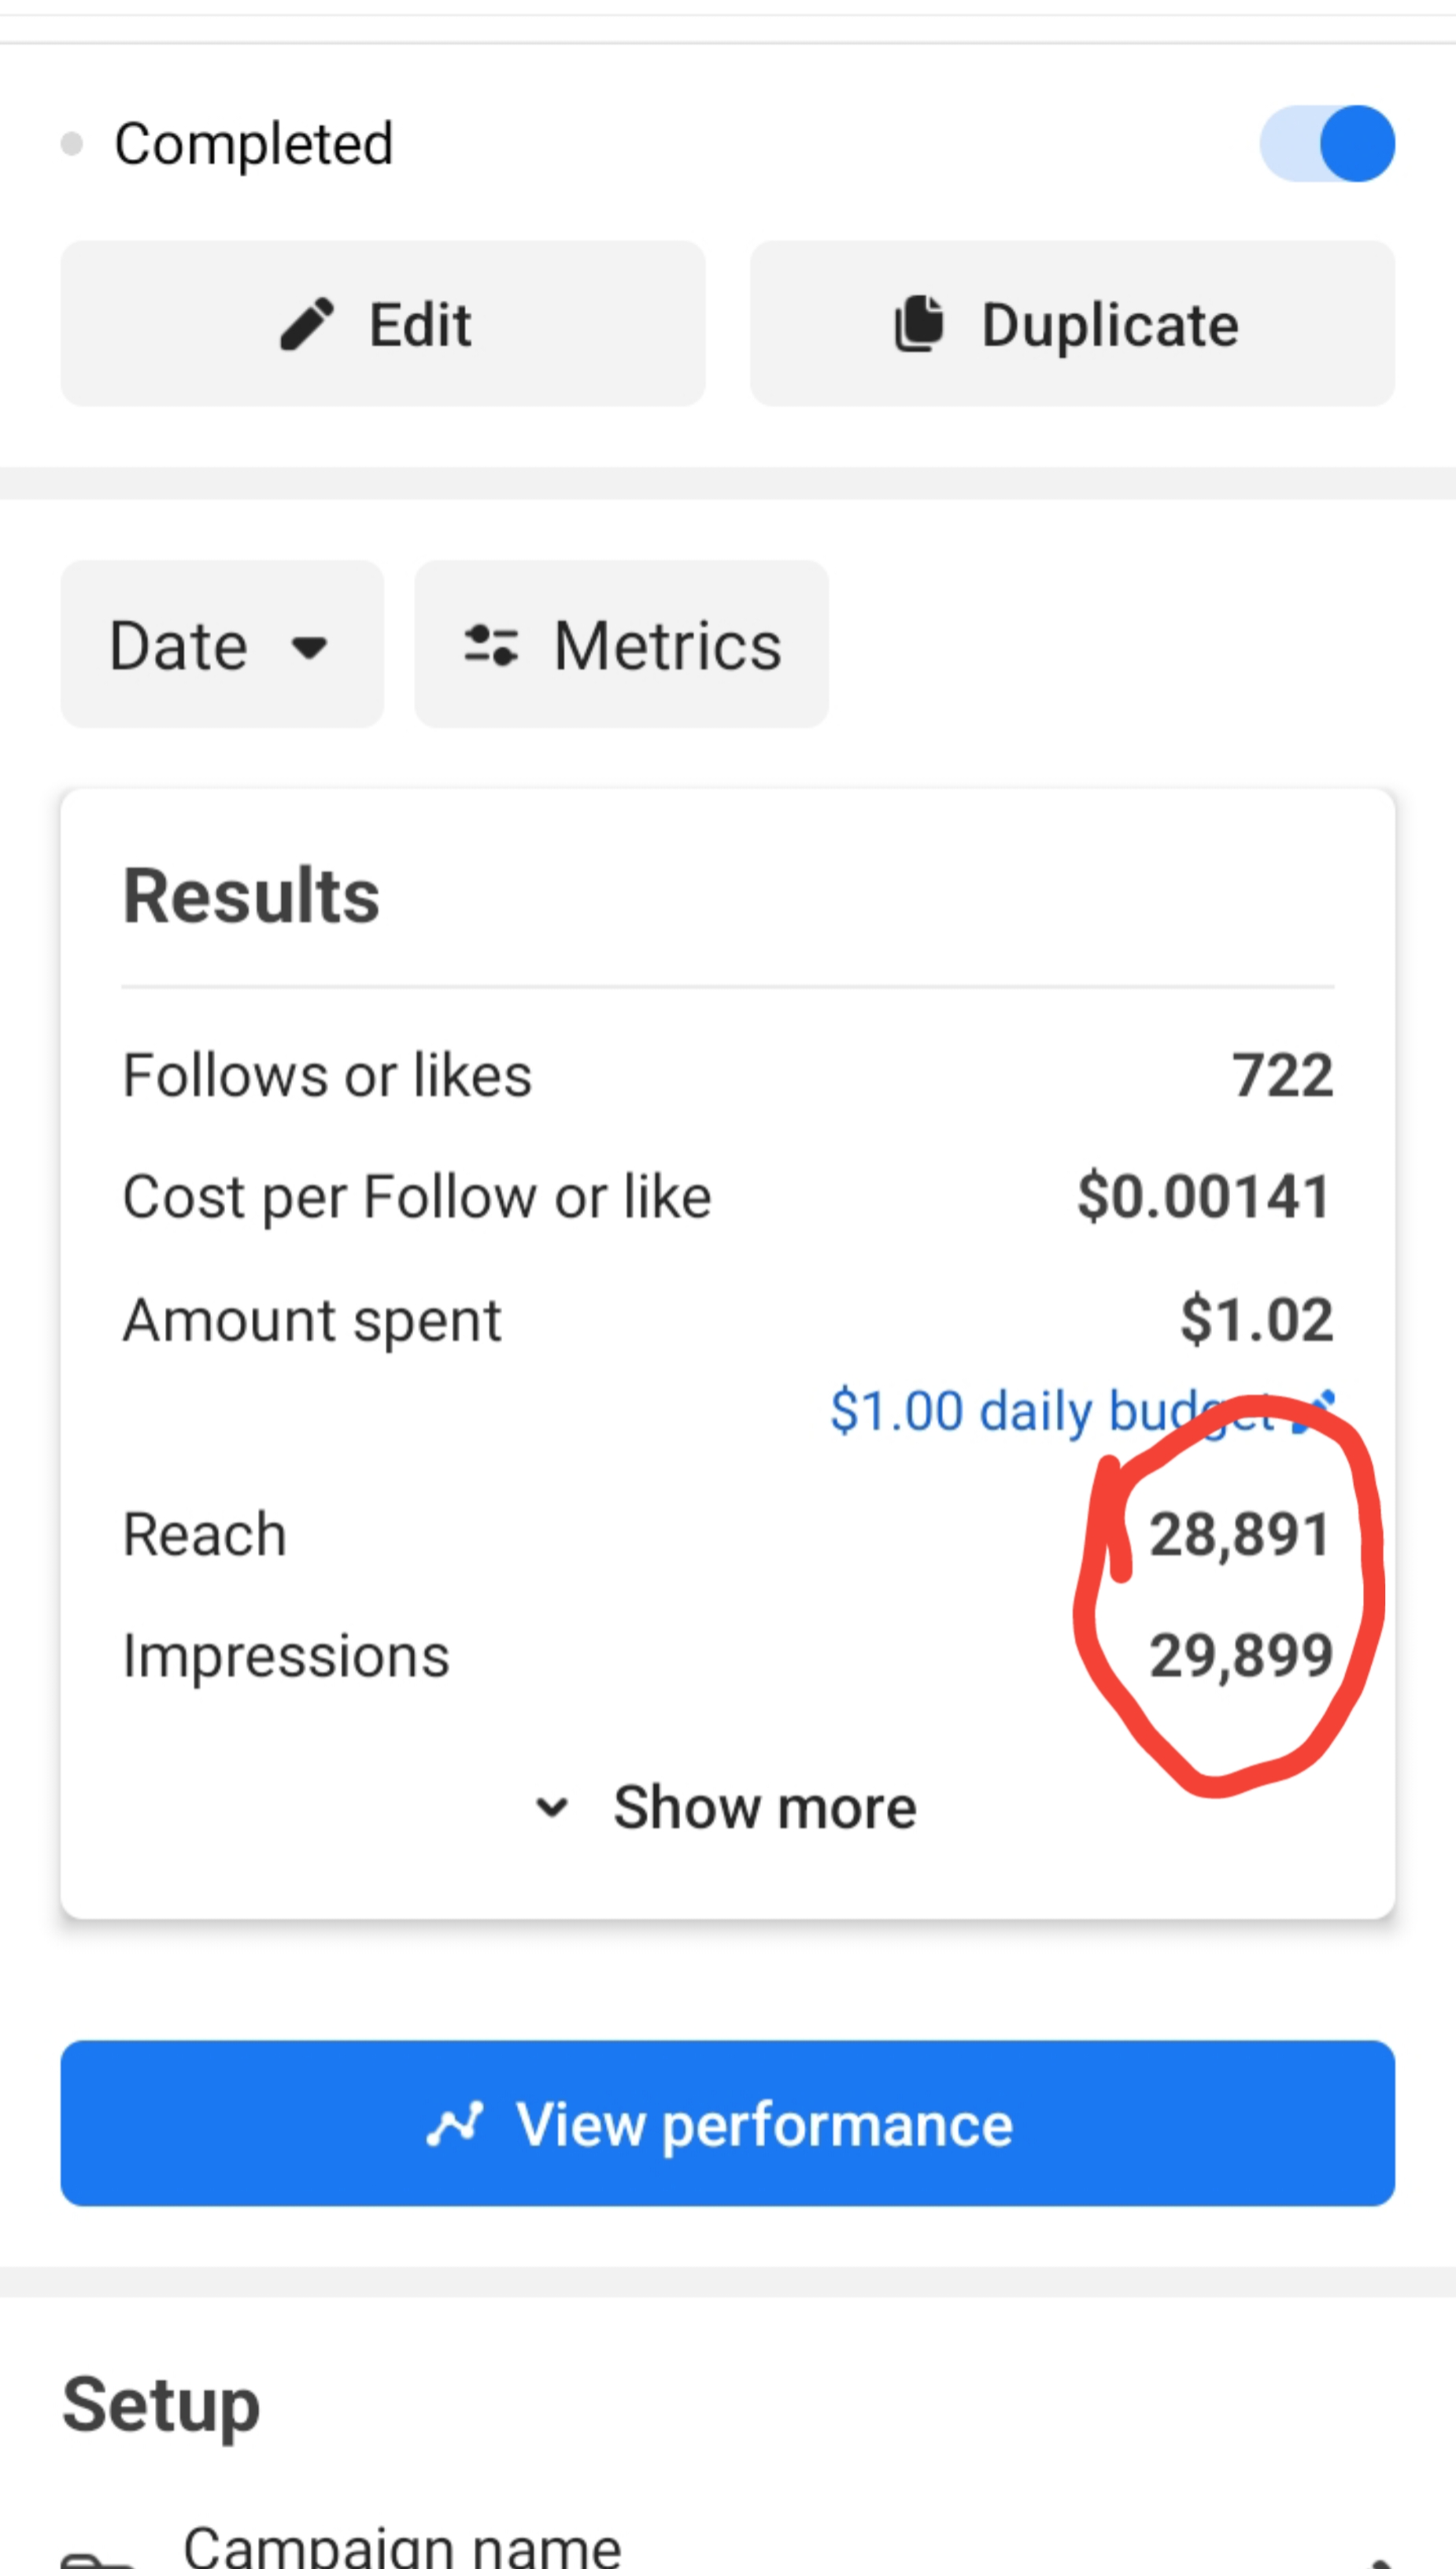 Completed
Edit
Duplicate
Date
Metrics
Results
Follows or likes 722
Cost per Follow or like $0.00141
Amount spent $1.02
$1.00 daily budget
Reach 28,891
Impressions 29,899
Show more
View performance
Setup
Campaign name